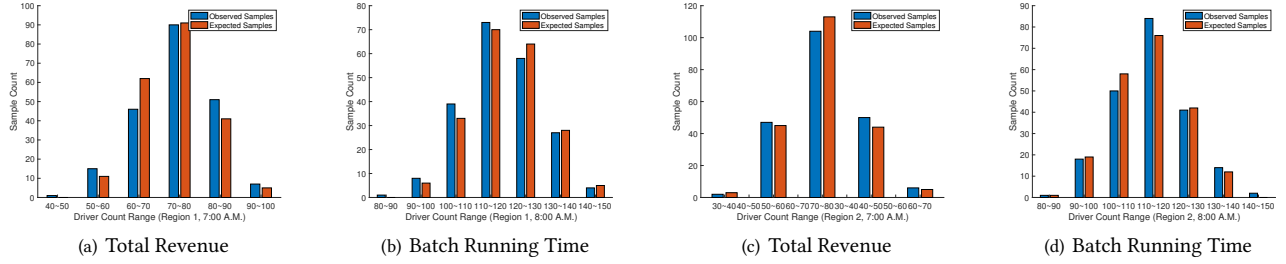 100
90
80
70
60
50
40
30
20
10
0
Sample Count
Observed Samples
Expected Samples
40~50 50~60 60~70 70~80 80~90 90~100
Driver Count Range (Region 1, 7:00 A.M.)
(a) Total Revenue
80
70
60
50
40
30
20
10
0
Sample Count
Observed Samples
Expected Samples
80~90 90~100 100~110 110~120 120~130 130~140 140~150
Driver Count Range (Region 1, 8:00 A.M.)
(b) Batch Running Time
120
100
80
60
40
20
0
Sample Count
Observed Samples
Expected Samples
30~40 40~50 50~60 60~70 70~80 30~40 40~50 50~60 60~70
Driver Count Range (Region 2, 7:00 A.M.)
(c) Total Revenue
90
80
70
60
50
40
30
20
10
0
Sample Count
Observed Samples
Expected Samples
80~90 90~100 100~110 110~120 120~130 130~140 140~150
Driver Count Range (Region 2, 8:00 A.M.)
(d) Batch Running Time